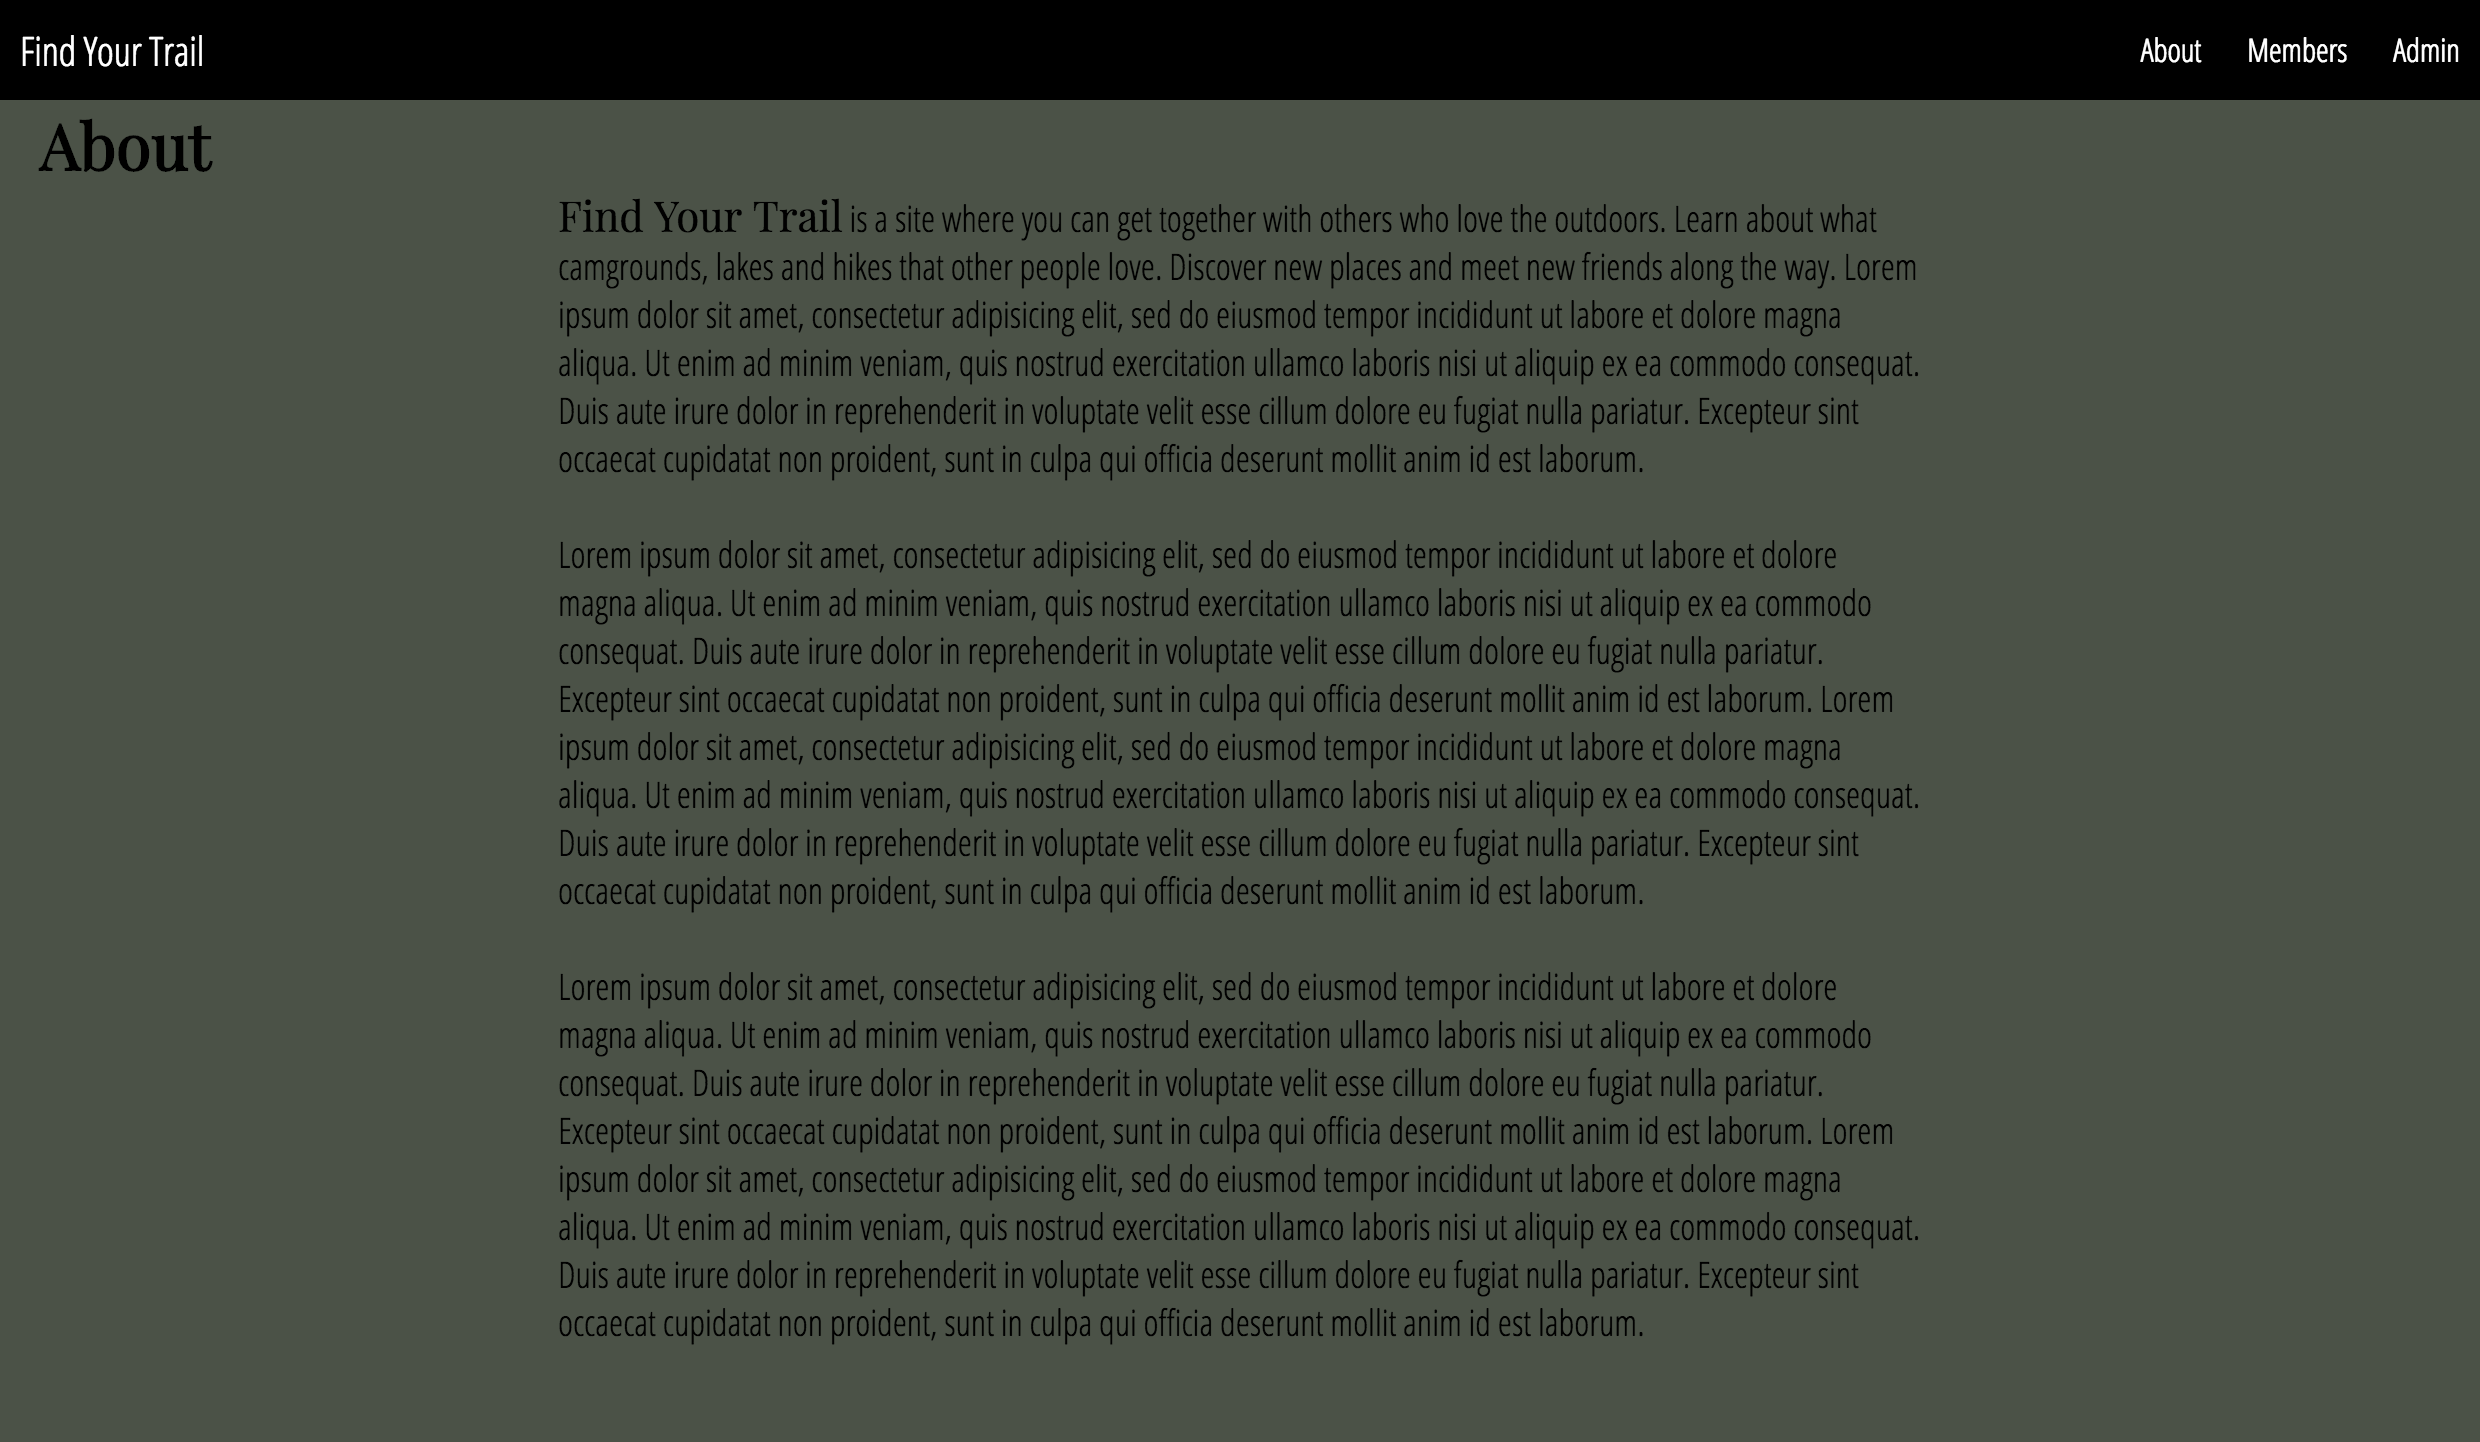 Find Your Trail
About Members Admin
About
Find Your Trail is a site where you can get together with others who love the outdoors. Learn about what
camgrounds, lakes and hikes that other people love. Discover new places and meet new friends along the way. Lorem
ipsum dolor sit amet, consectetur adipisicing elit, sed do eiusmod tempor incididunt ut labore et dolore magna
aliqua. Ut enim ad minim veniam, quis nostrud exercitation ullamco laboris nisi ut aliquip ex ea commodo consequat.
Duis aute irure dolor in reprehenderit in voluptate velit esse cillum dolore eu fugiat nulla pariatur. Excepteur sint
occaecat cupidatat non proident, sunt in culpa qui officia deserunt mollit anim id est laborum.
Lorem ipsum dolor sit amet, consectetur adipisicing elit, sed do eiusmod tempor incididunt ut labore et dolore
magna aliqua. Ut enim ad minim veniam, quis nostrud exercitation ullamco laboris nisi ut aliquip ex ea commodo
consequat. Duis aute irure dolor in reprehenderit in voluptate velit esse cillum dolore eu fugiat nulla pariatur.
Excepteur sint occaecat cupidatat non proident, sunt in culpa qui officia deserunt mollit anim id est laborum. Lorem
ipsum dolor sit amet, consectetur adipisicing elit, sed do eiusmod tempor incididunt ut labore et dolore magna
aliqua. Ut enim ad minim veniam, quis nostrud exercitation ullamco laboris nisi ut aliquip ex ea commodo consequat.
Duis aute irure dolor in reprehenderit in voluptate velit esse cillum dolore eu fugiat nulla pariatur. Excepteur sint
occaecat cupidatat non proident, sunt in culpa qui officia deserunt mollit anim id est laborum.
Lorem ipsum dolor sit amet, consectetur adipisicing elit, sed do eiusmod tempor incididunt ut labore et dolore
magna aliqua. Ut enim ad minim veniam, quis nostrud exercitation ullamco laboris nisi ut aliquip ex ea commodo
consequat. Duis aute irure dolor in reprehenderit in voluptate velit esse cillum dolore eu fugiat nulla pariatur.
Excepteur sint occaecat cupidatat non proident, sunt in culpa qui officia deserunt mollit anim id est laborum. Lorem
ipsum dolor sit amet, consectetur adipisicing elit, sed do eiusmod tempor incididunt ut labore et dolore magna
aliqua. Ut enim ad minim veniam, quis nostrud exercitation ullamco laboris nisi ut aliquip ex ea commodo consequat.
Duis aute irure dolor in reprehenderit in voluptate velit esse cillum dolore eu fugiat nulla pariatur. Excepteur sint
occaecat cupidatat non proident, sunt in culpa qui officia deserunt mollit anim id est laborum.